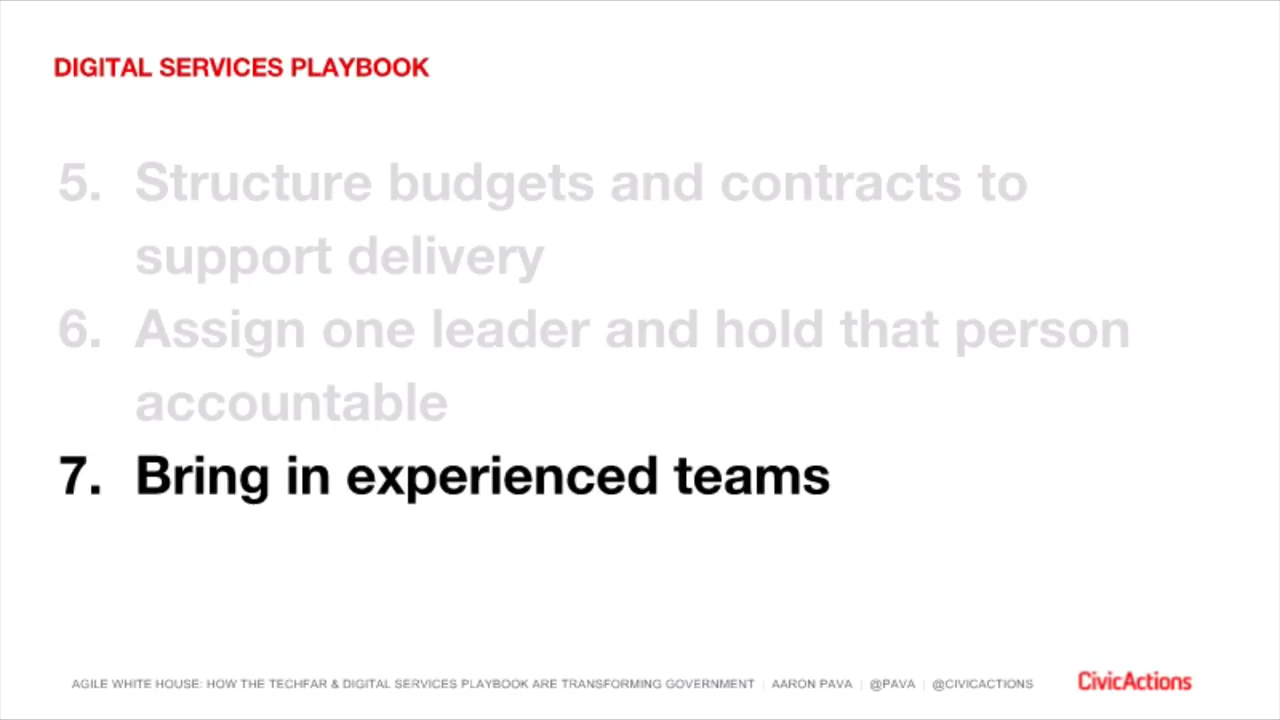 DIGITAL SERVICES PLAYBOOK
5. Structure budgets and contracts to
support delivery
6. Assign one leader and hold that person
accountable
7. Bring in experienced teams
AGILE WHITE HOUSE: HOW THE TECHFAR & DIGITAL SERVICES PLAYBOOK ARE TRANSFORMING GOVERNMENT | AARON PAVA | @PAVA | @CIVICACTIONS
CivicActions